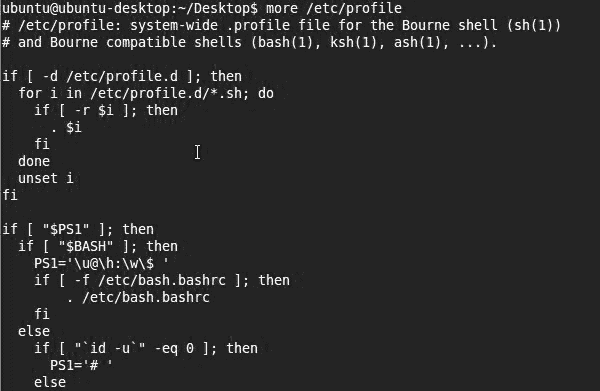 ubuntu@ubuntu-desktop:~/Desktop$ more /etc/profile
# /etc/profile: system-wide .profile file for the Bourne shell (sh(1))
# and Bourne compatible shells (bash(1), ksh(1), ash(1), ...).

if [ -d /etc/profile.d ]; then
  for i in /etc/profile.d/*.sh; do
    if [ -r $i ]; then
      . $i
    fi
  done
  unset i
fi

if [ "$PS1" ]; then
  if [ "$BASH" ]; then
    PS1='\u@\h:\w\$ '
    if [ -f /etc/bash.bashrc ]; then
        . /etc/bash.bashrc
    fi
  else
    if [ "`id -u`" -eq 0 ]; then
      PS1='# '
    else